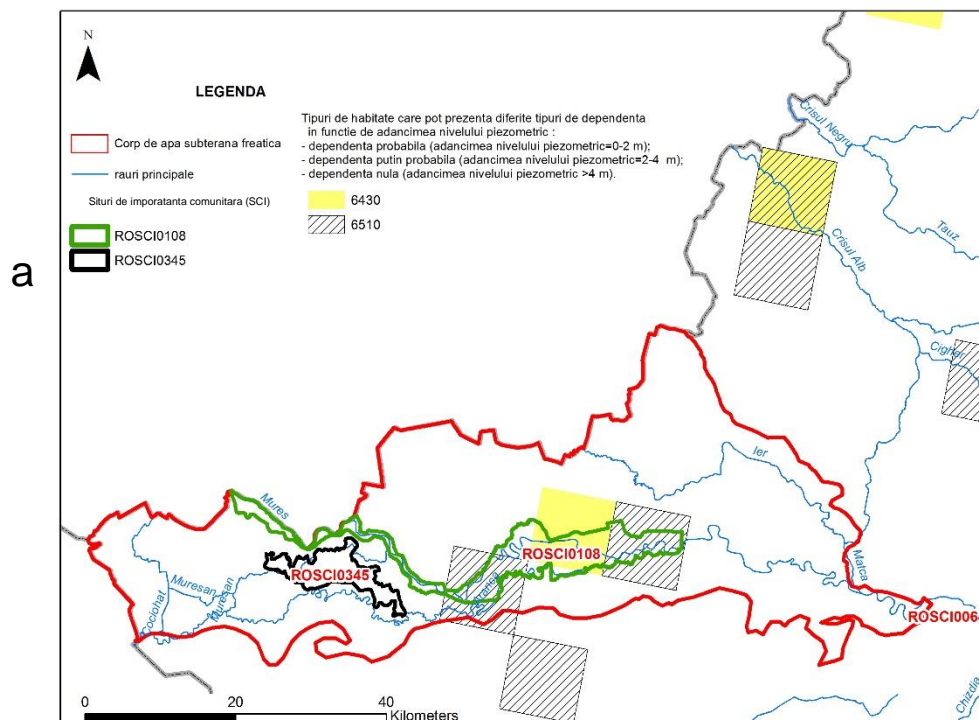 a
N
LEGENDA
Corp de apa subterana freatica
rauri principale
Situri de imporatanta comunitara (SCI)
ROSCI0108
ROSCI0345
Tipuri de habitate care pot prezenta diferite tipuri de dependenta
in functie de adancimea nivelului piezometric :
- dependenta probabila (adancimea nivelului piezometric=0-2 m);
- dependenta putin probabila (adancimea nivelului piezometric=2-4 m);
- dependenta nula (adancimea nivelului piezometric >4 m).
6430
6510
Crisul Negru
Tauz
Crisul Alb
Cigher
Ier
Mures
ROSCI0108
ROSCI0345
Muresan
Muresan
Cociohat
Matca
ROSCI006
Chizdia
0 20 40
Kilometers